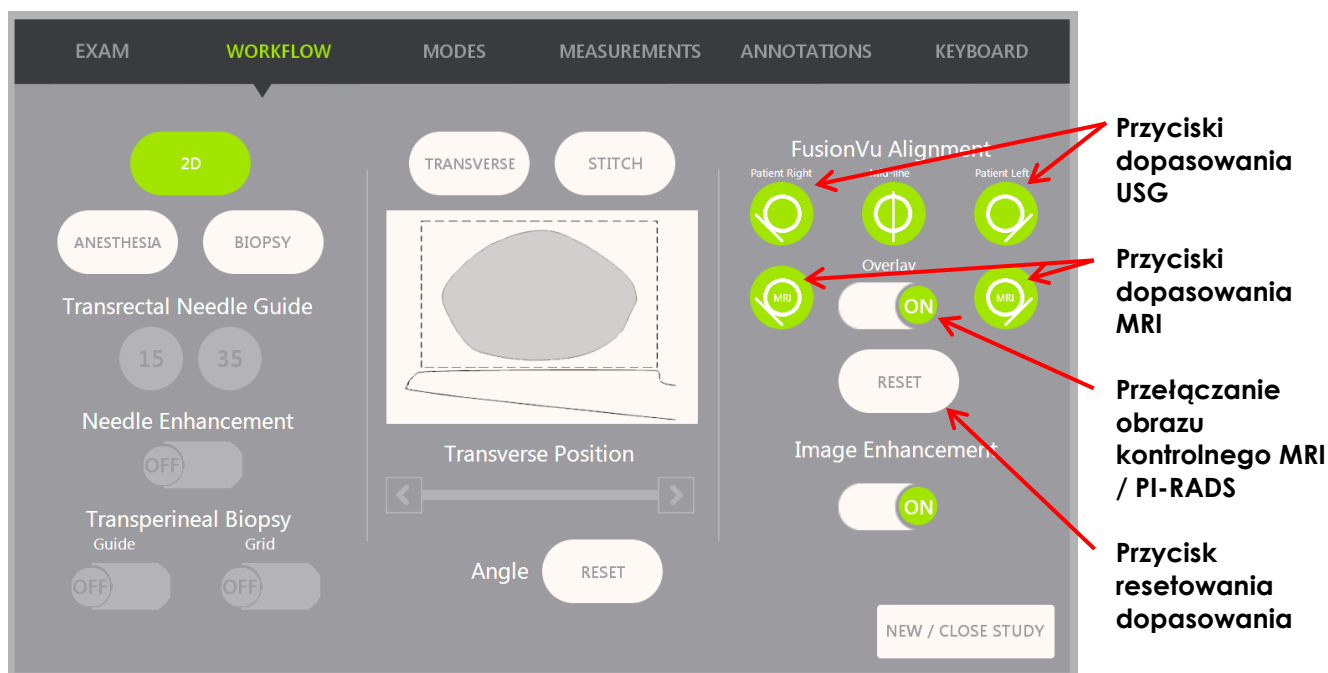 EXAM WORKFLOW MODES MEASUREMENTS ANNOTATIONS KEYBOARD
2D
ANESTHESIA BIOPSY
Transrectal Needle Guide
15 35
Needle Enhancement
OFF
Transperineal Biopsy
Guide Grid
OFF OFF
TRANSVERSE STITCH
Transverse Position
Angle RESET
FusionVu Alignment
Patient Right Mid-line Patient Left
Overlay
MRI ON MRI
RESET
Image Enhancement
ON
NEW / CLOSE STUDY
Przyciski
dopasowania
USG
Przyciski
dopasowania
MRI
Przełączanie
obrazu
kontrolnego MRI
/ PI-RADS
Przycisk
resetowania
dopasowania